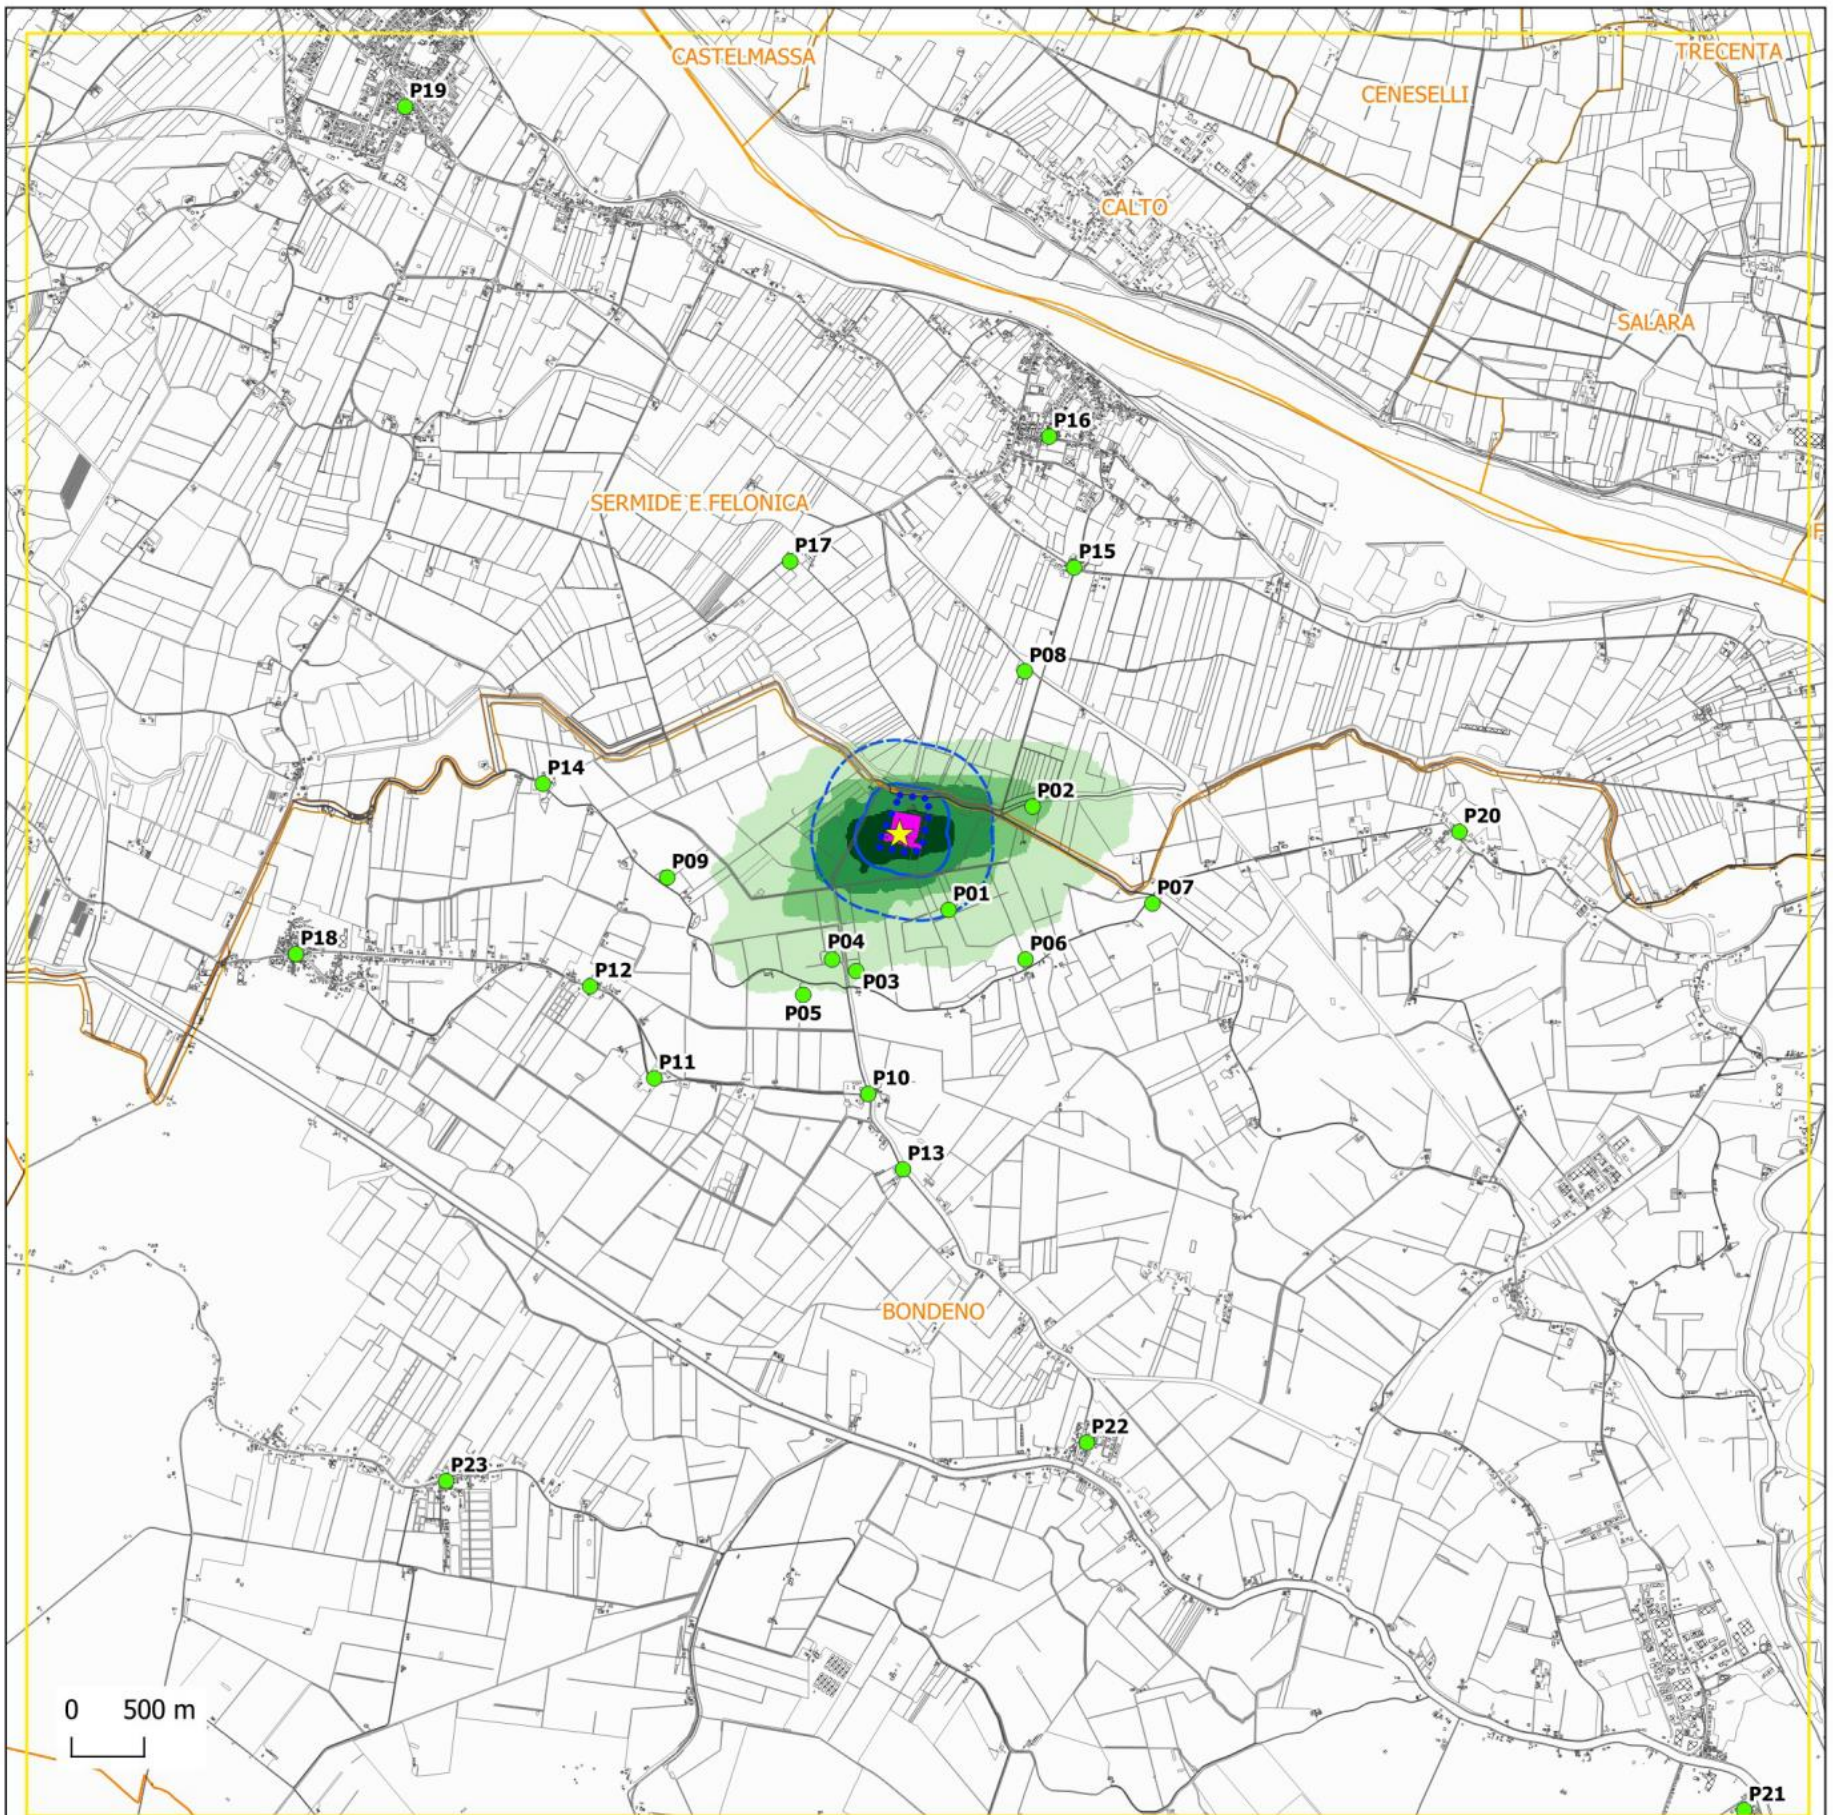 CASTELMASSA
TRECENTA
CENESELLI
P19
CALTO
SALARA
P16
SERMIDE E FELONICA
F
P17
P15
P08
P14
P02
P20
P09
P01
P07
P18
P04
P06
P12
P03
P05
P11
P10
P13
BONDENO
P22
P23
0 500 m
P21